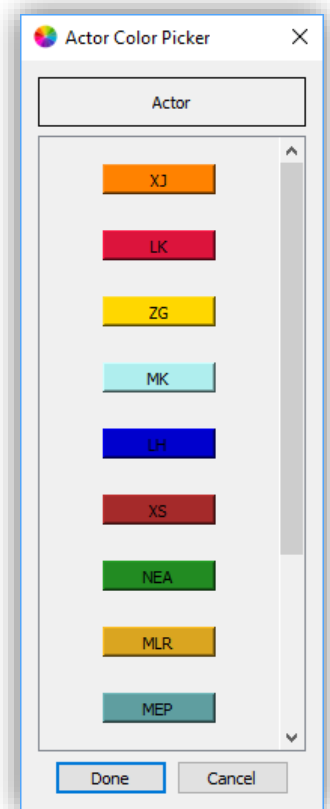 Actor Color Picker
Actor
XJ
LK
ZG
MK
LH
XS
NEA
MLR
MEP
Done Cancel